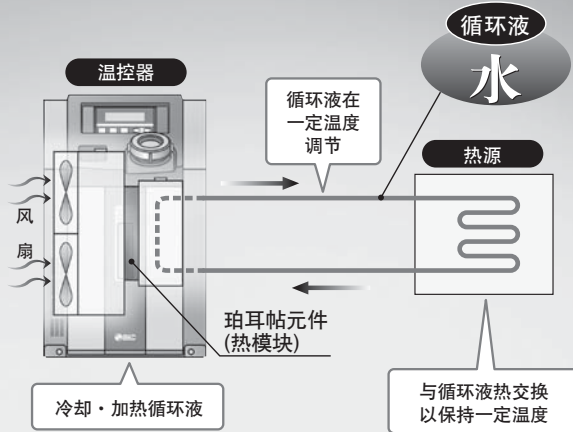 循环液
水
温控器
循环液在
一定温度
调节
热源
风
扇
珀耳帖元件
(热模块)
SMC
冷却・加热循环液
与循环液热交换
以保持一定温度